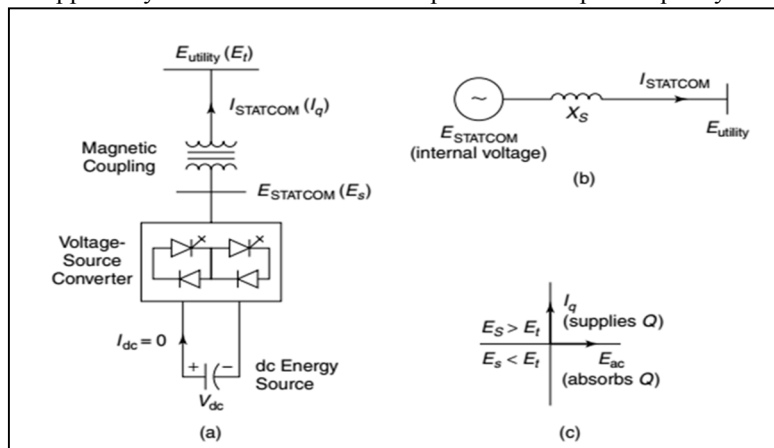 E_utility (E_t)
I_STATCOM (I_q)
Magnetic
Coupling
E_STATCOM (E_s)
Voltage-
Source
Converter
I_dc = 0
+ −
dc Energy
Source
V_dc
(a)
I_STATCOM
~
X_S
E_STATCOM
(internal voltage)
E_utility
(b)
I_q
(supplies Q)
E_S > E_t
E_s < E_t
E_ac
(absorbs Q)
(c)